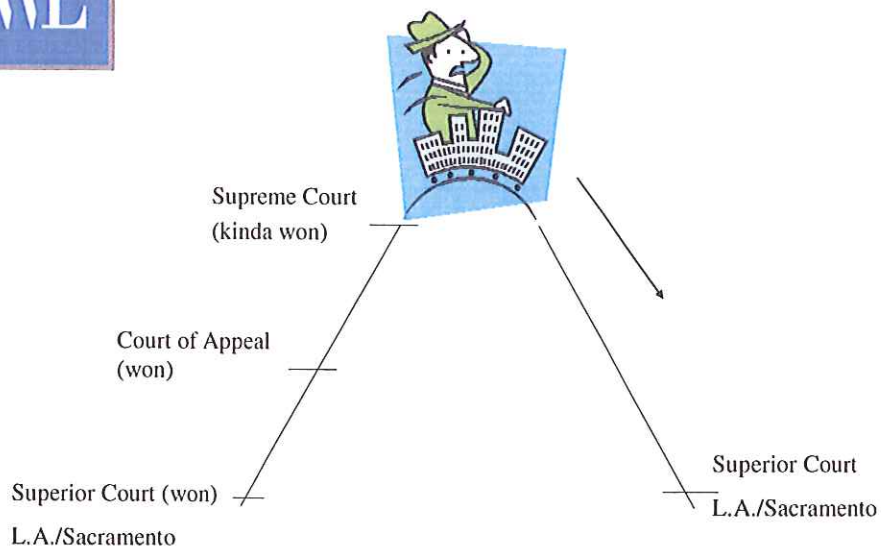 Supreme Court
(kinda won)
Court of Appeal
(won)
Superior Court (won)
L.A./Sacramento
Superior Court
L.A./Sacramento